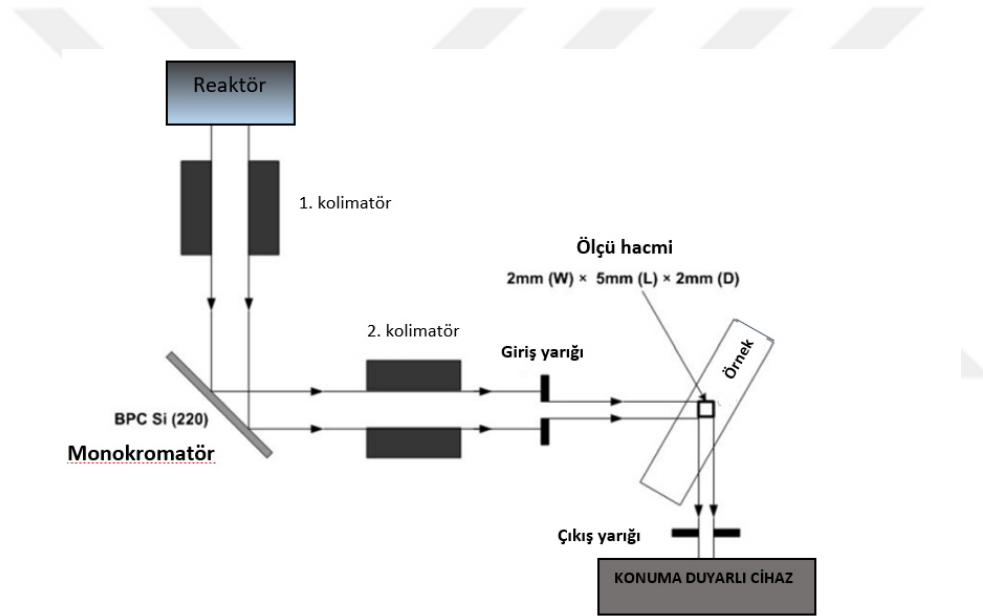 Reaktör
1. kolimatör
Ölçü hacmi
2mm (W) × 5mm (L) × 2mm (D)
2. kolimatör
Giriş yarığı
Örnek
BPC Si (220)
Monokromatör
Çıkış yarığı
KONUMA DUYARLI CİHAZ